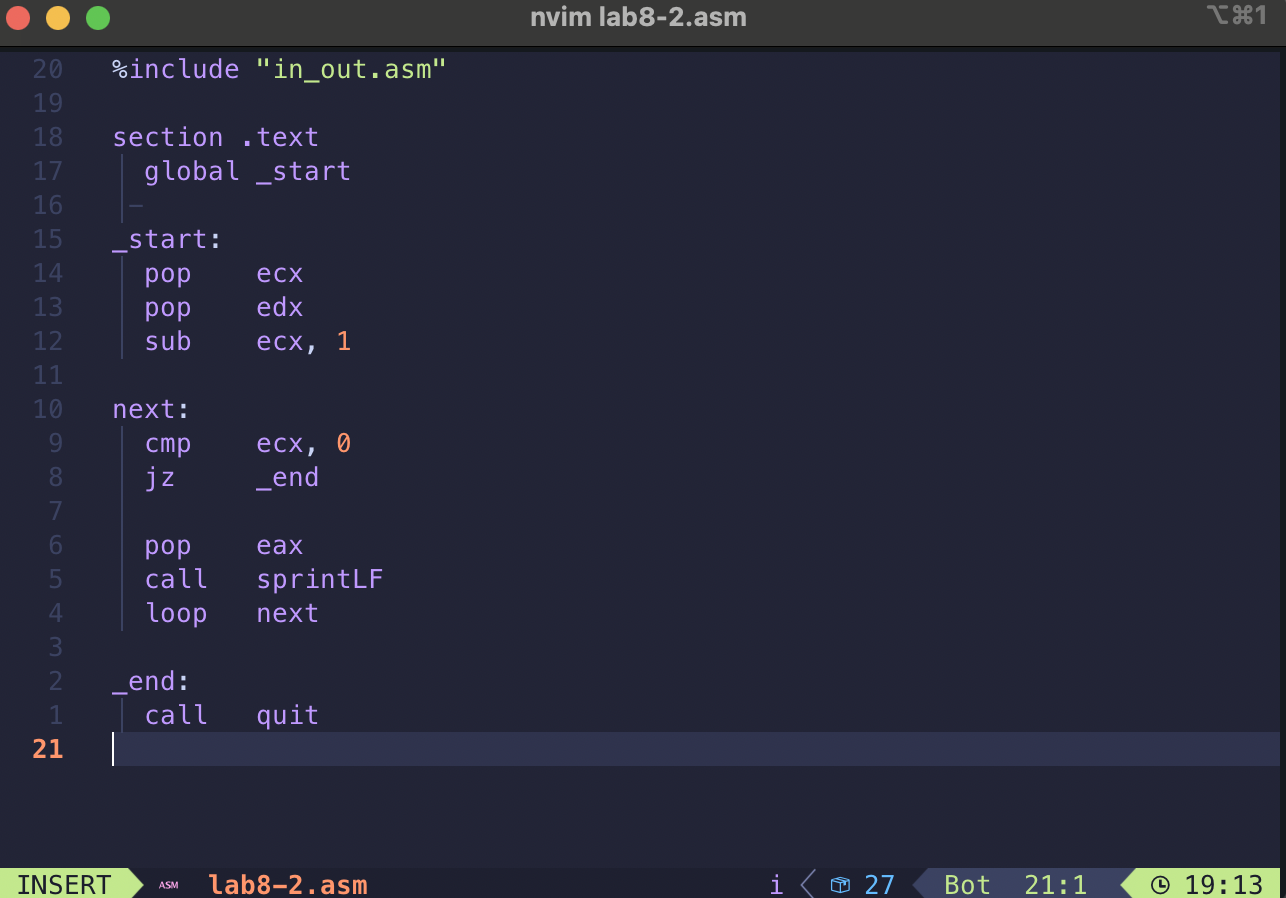 nvim lab8-2.asm ⌥⌘1
20 %include "in_out.asm"
19
18 section .text
17 global _start
16 –
15 _start:
14 pop ecx
13 pop edx
12 sub ecx, 1
11
10 next:
9 cmp ecx, 0
8 jz _end
7
6 pop eax
5 call sprintLF
4 loop next
3
2 _end:
1 call quit
21
INSERT ASM lab8-2.asm i 27 Bot 21:1 19:13